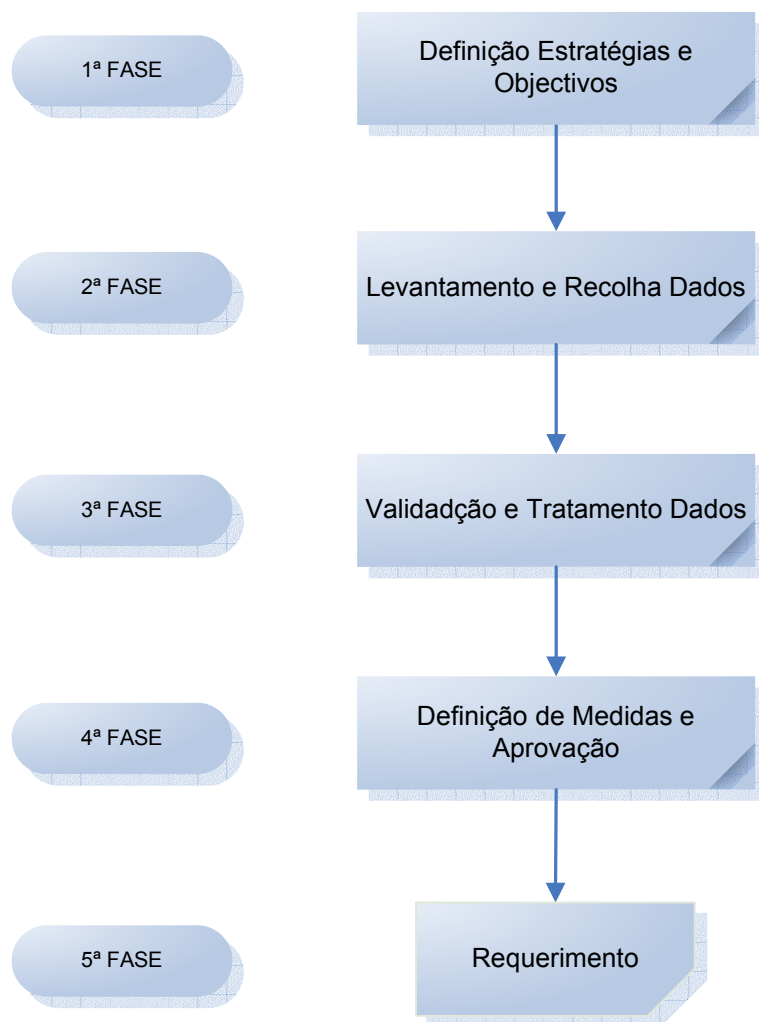 1ª FASE
Definição Estratégias e
Objectivos
2ª FASE
Levantamento e Recolha Dados
3ª FASE
Validadção e Tratamento Dados
4ª FASE
Definição de Medidas e
Aprovação
5ª FASE
Requerimento